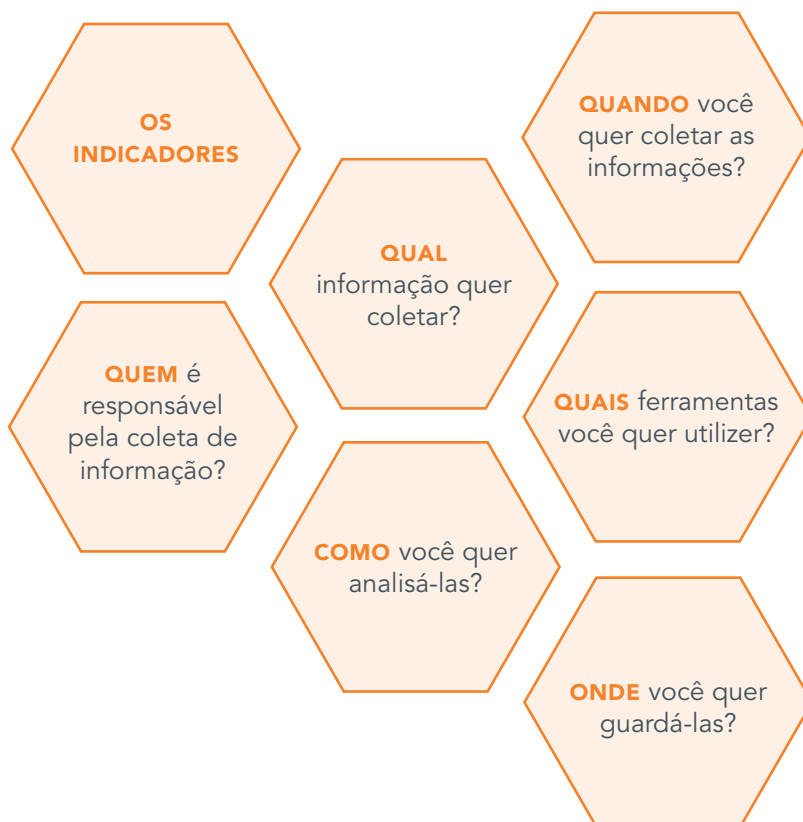 OS
INDICADORES
QUANDO você
quer coletar as
informações?
QUAL
informação quer
coletar?
QUEM é
responsável
pela coleta de
informação?
QUAIS ferramentas
você quer utilizer?
COMO você quer
analisá-las?
ONDE você quer
guardá-las?